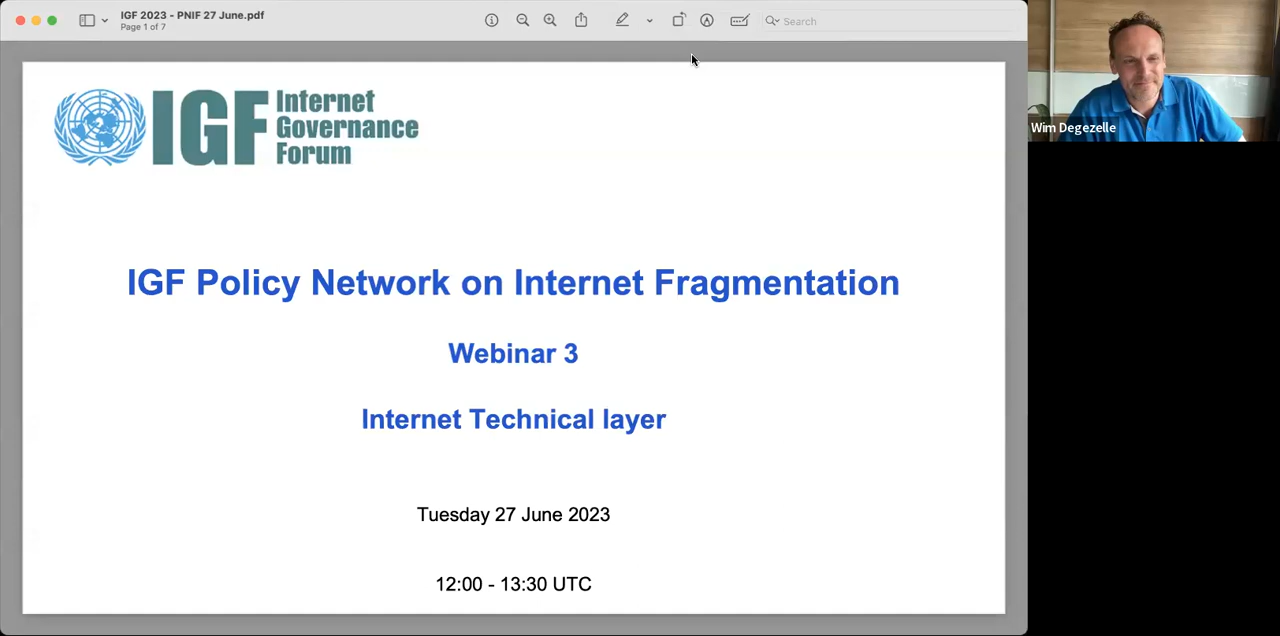 IGF 2023 - PNIF 27 June.pdf
Page 1 of 7
Search
IGF Internet
Governance
Forum
Wim Degezelle
IGF Policy Network on Internet Fragmentation
Webinar 3
Internet Technical layer
Tuesday 27 June 2023
12:00 - 13:30 UTC